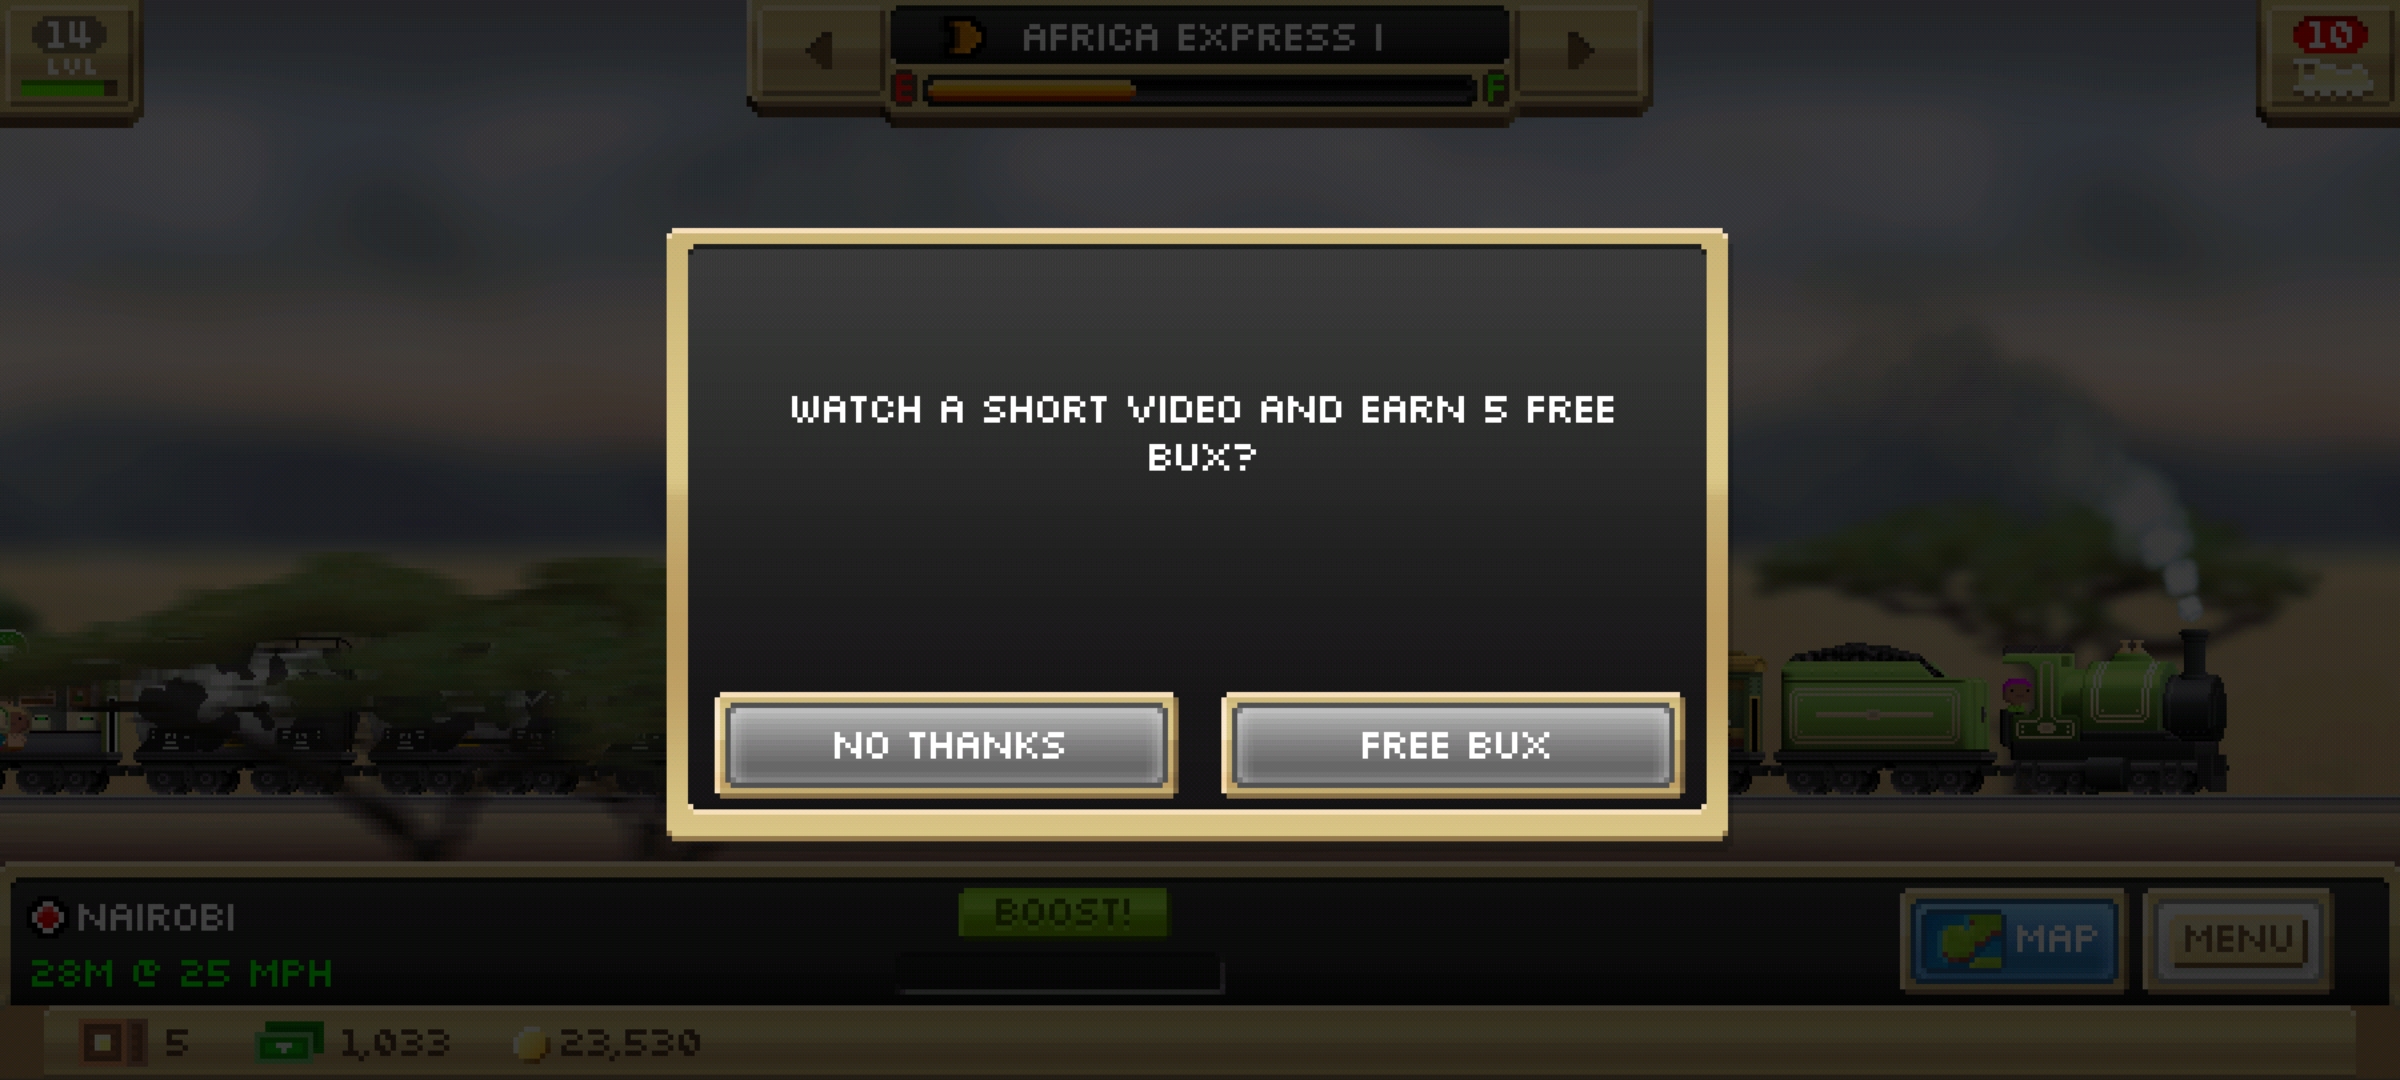 14
LVL
AFRICA EXPRESS I
E F
10
WATCH A SHORT VIDEO AND EARN 5 FREE
BUX?
NO THANKS
FREE BUX
NAIROBI
28M @ 25 MPH
BOOST!
MAP
MENU
5
1,033
23,530